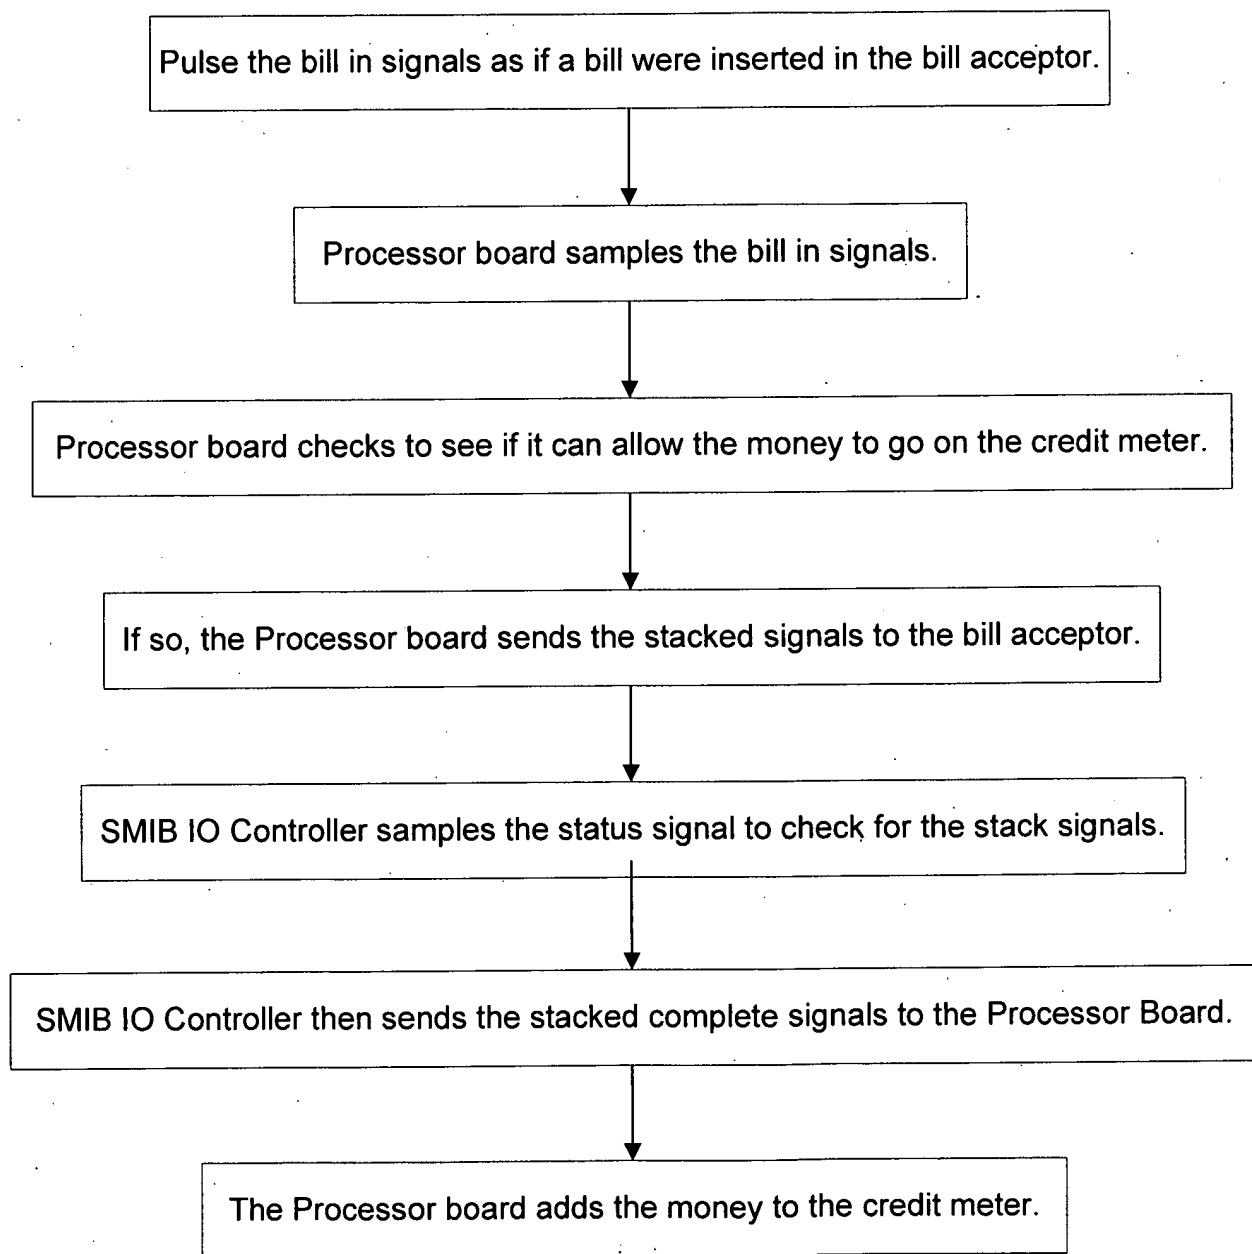 Pulse the bill in signals as if a bill were inserted in the bill acceptor.
Processor board samples the bill in signals.
Processor board checks to see if it can allow the money to go on the credit meter.
If so, the Processor board sends the stacked signals to the bill acceptor.
SMIB IO Controller samples the status signal to check for the stack signals.
SMIB IO Controller then sends the stacked complete signals to the Processor Board.
The Processor board adds the money to the credit meter.